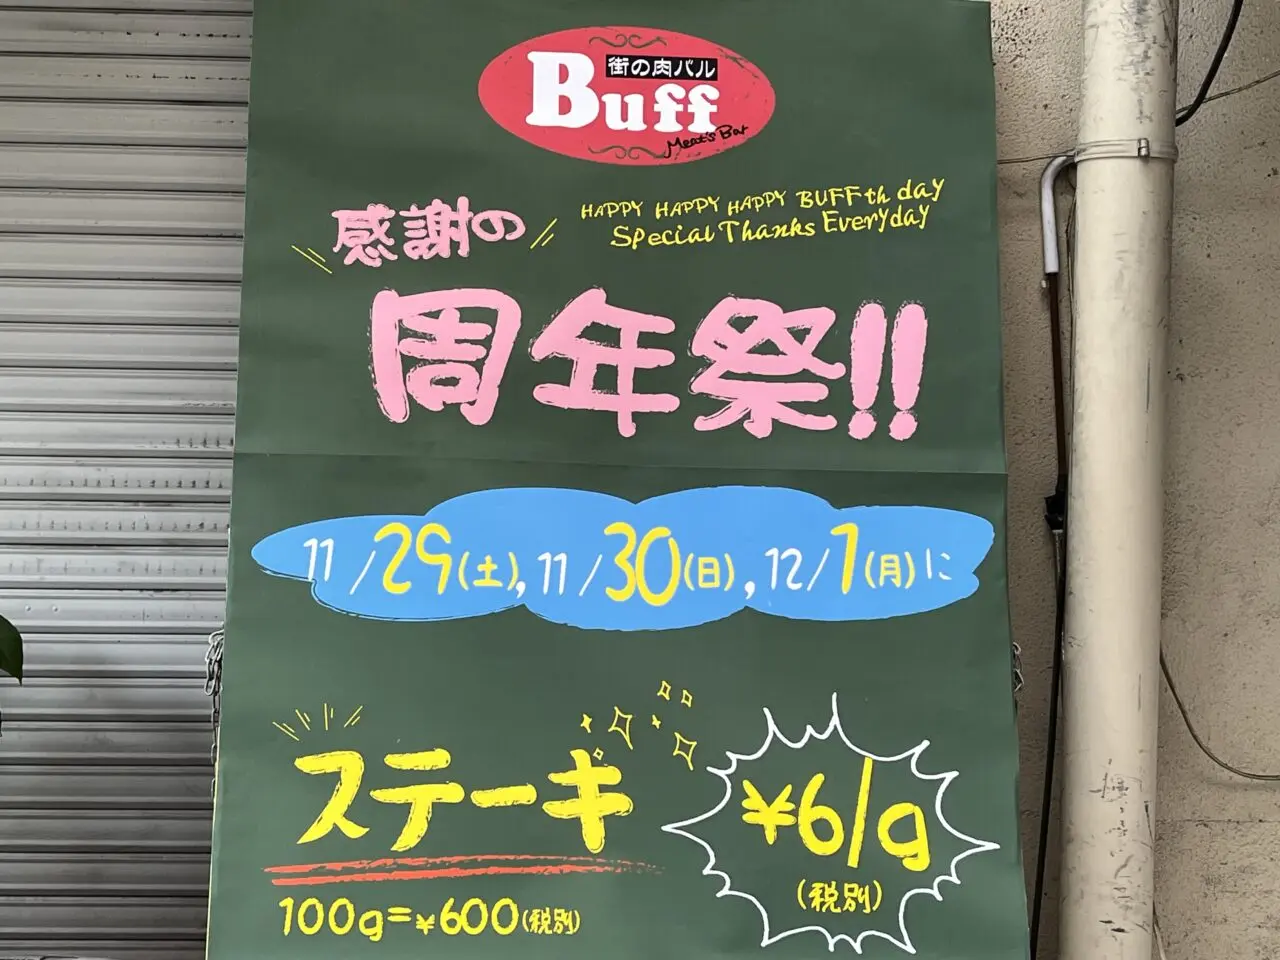 街の肉バル
Buff
Meat's Bar
感謝の
HAPPY HAPPY HAPPY BUFFth day
Special Thanks Everyday
周年祭!!
11/29(土), 11/30(日), 12/1(月)に
ステーキ
¥6/g
(税別)
100g=¥600(税別)